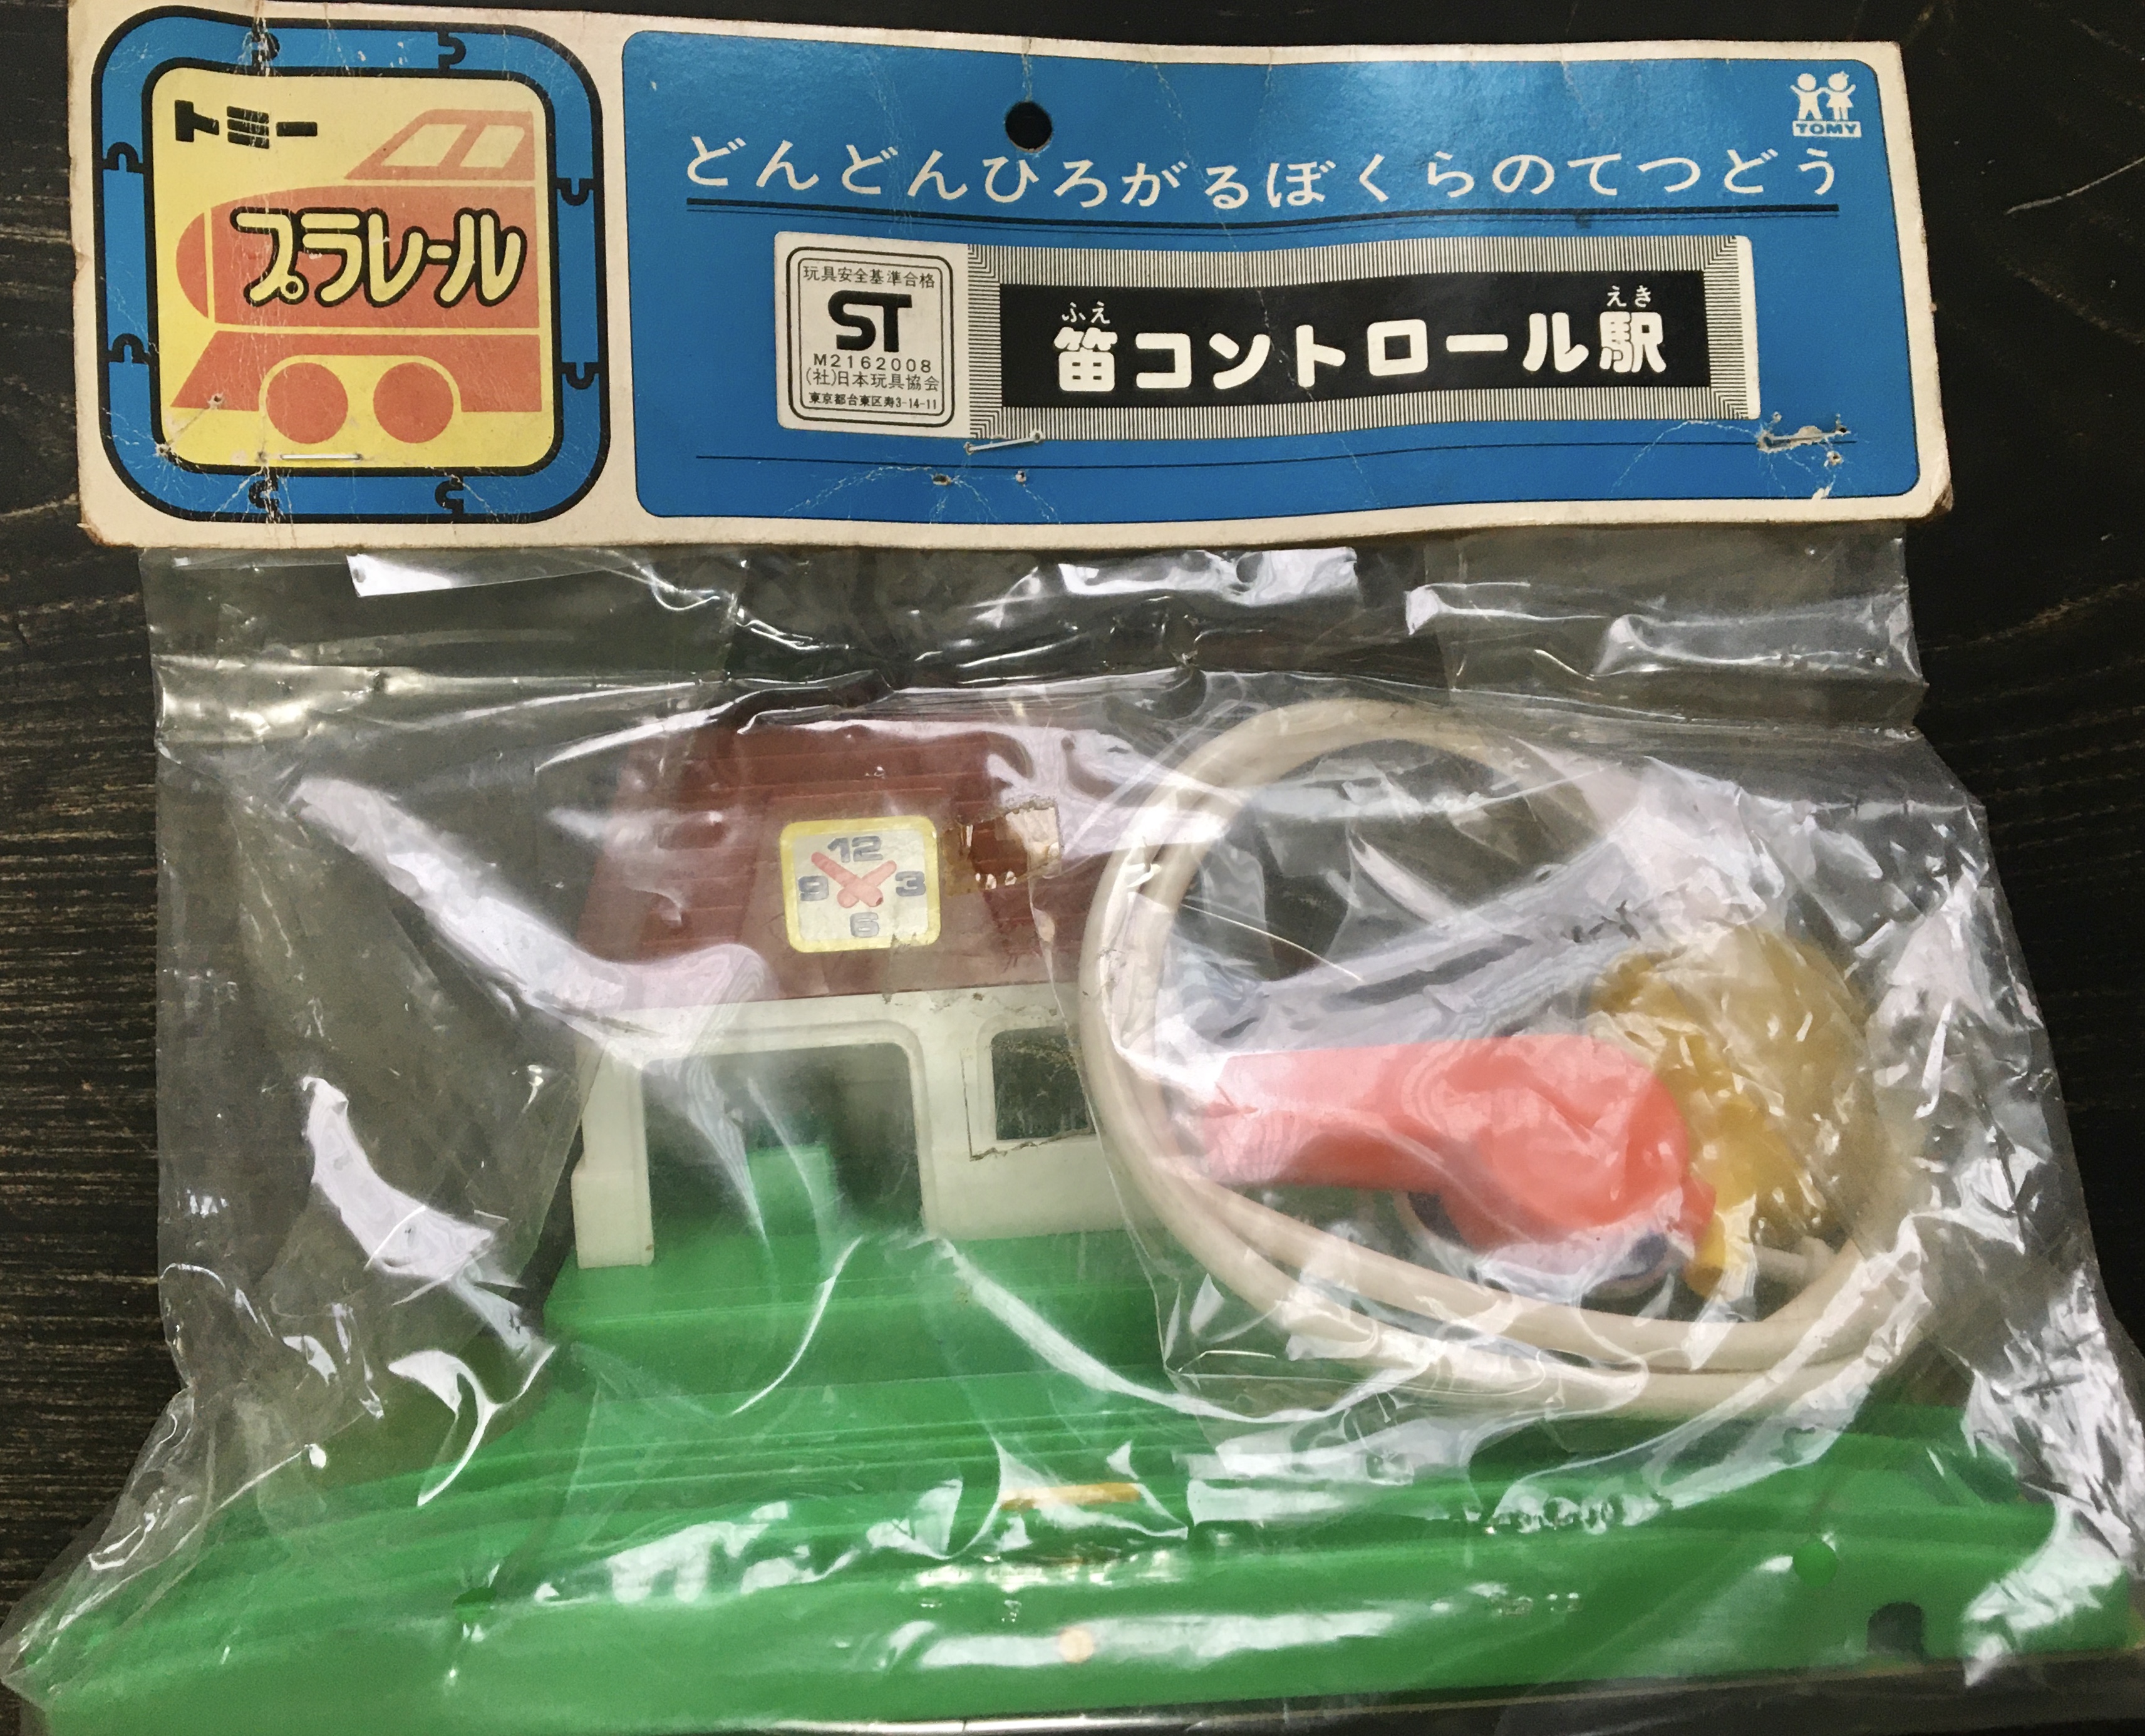 トミー
プラレール
TOMY
どんどんひろがるぼくらのてつどう
玩具安全基準合格
ST
M2162008
(社)日本玩具協会
東京都台東区寿3-14-11
ふえ えき
笛コントロール駅
12
9 3
6